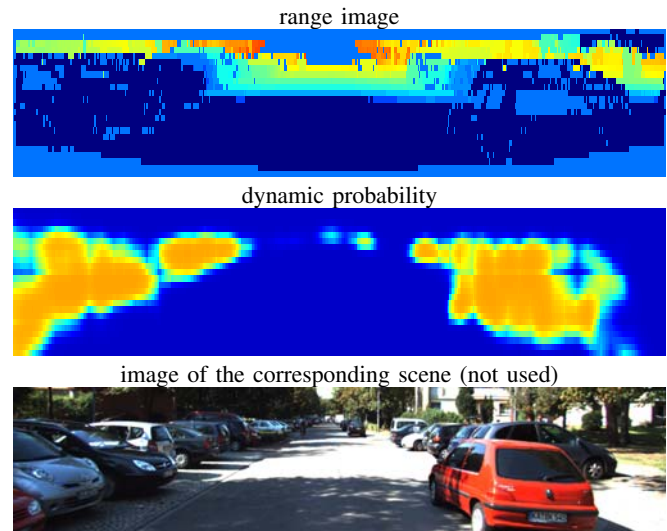 range image
dynamic probability
image of the corresponding scene (not used)